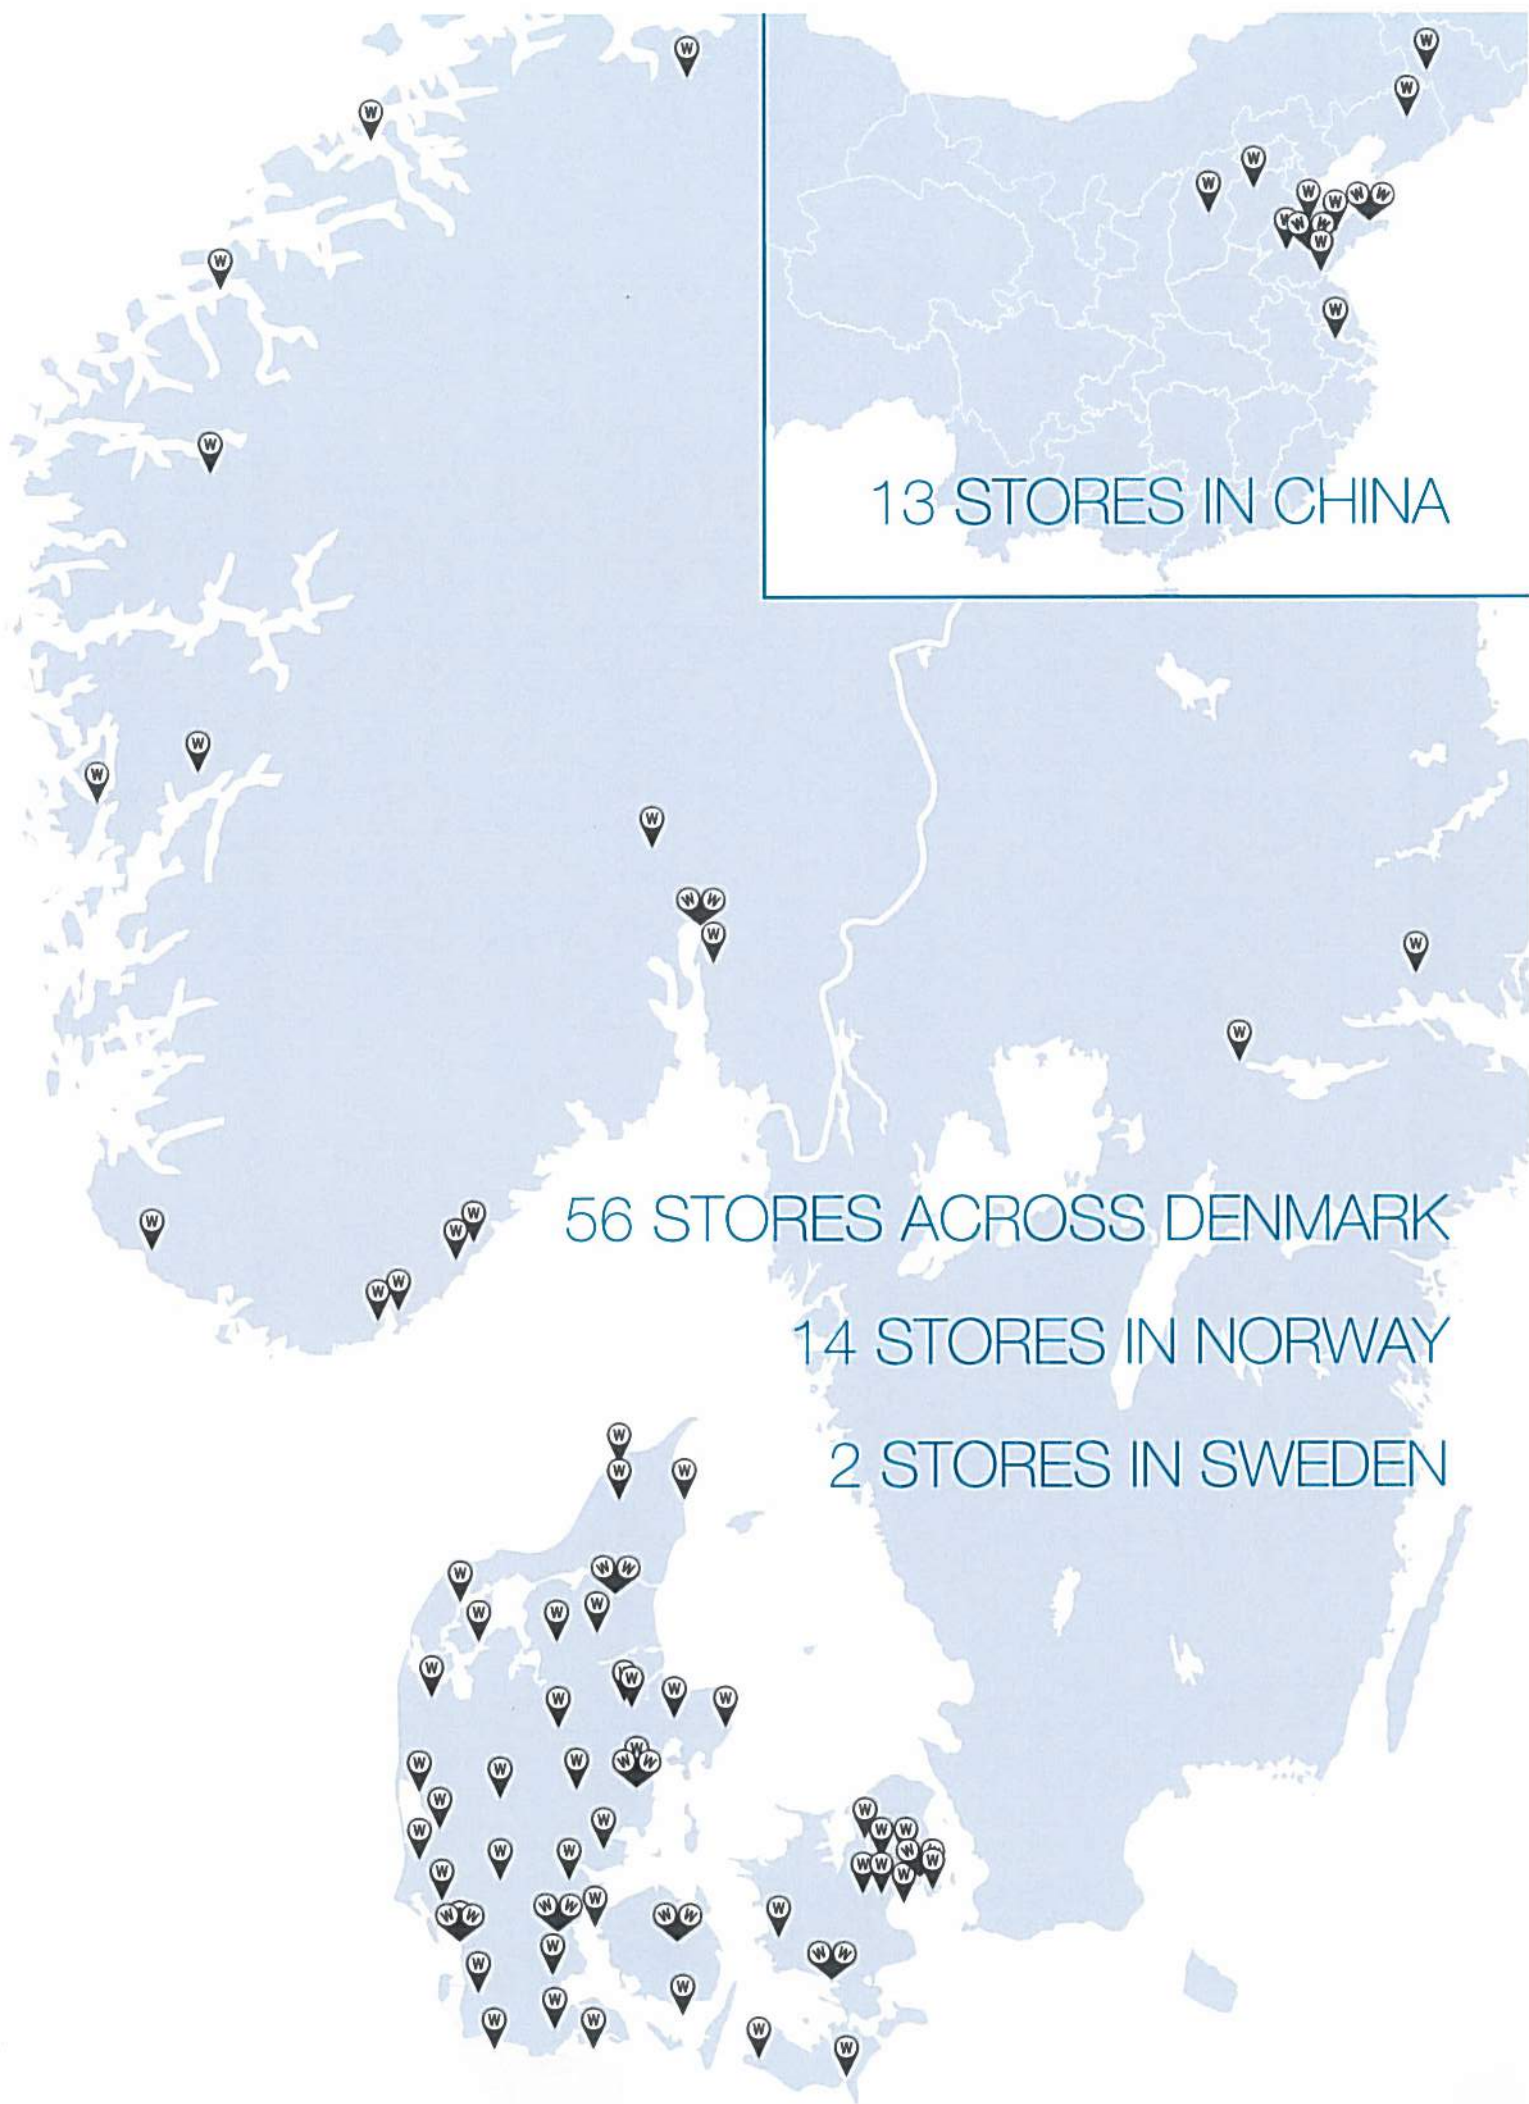 13 STORES IN CHINA
56 STORES ACROSS DENMARK
14 STORES IN NORWAY
2 STORES IN SWEDEN